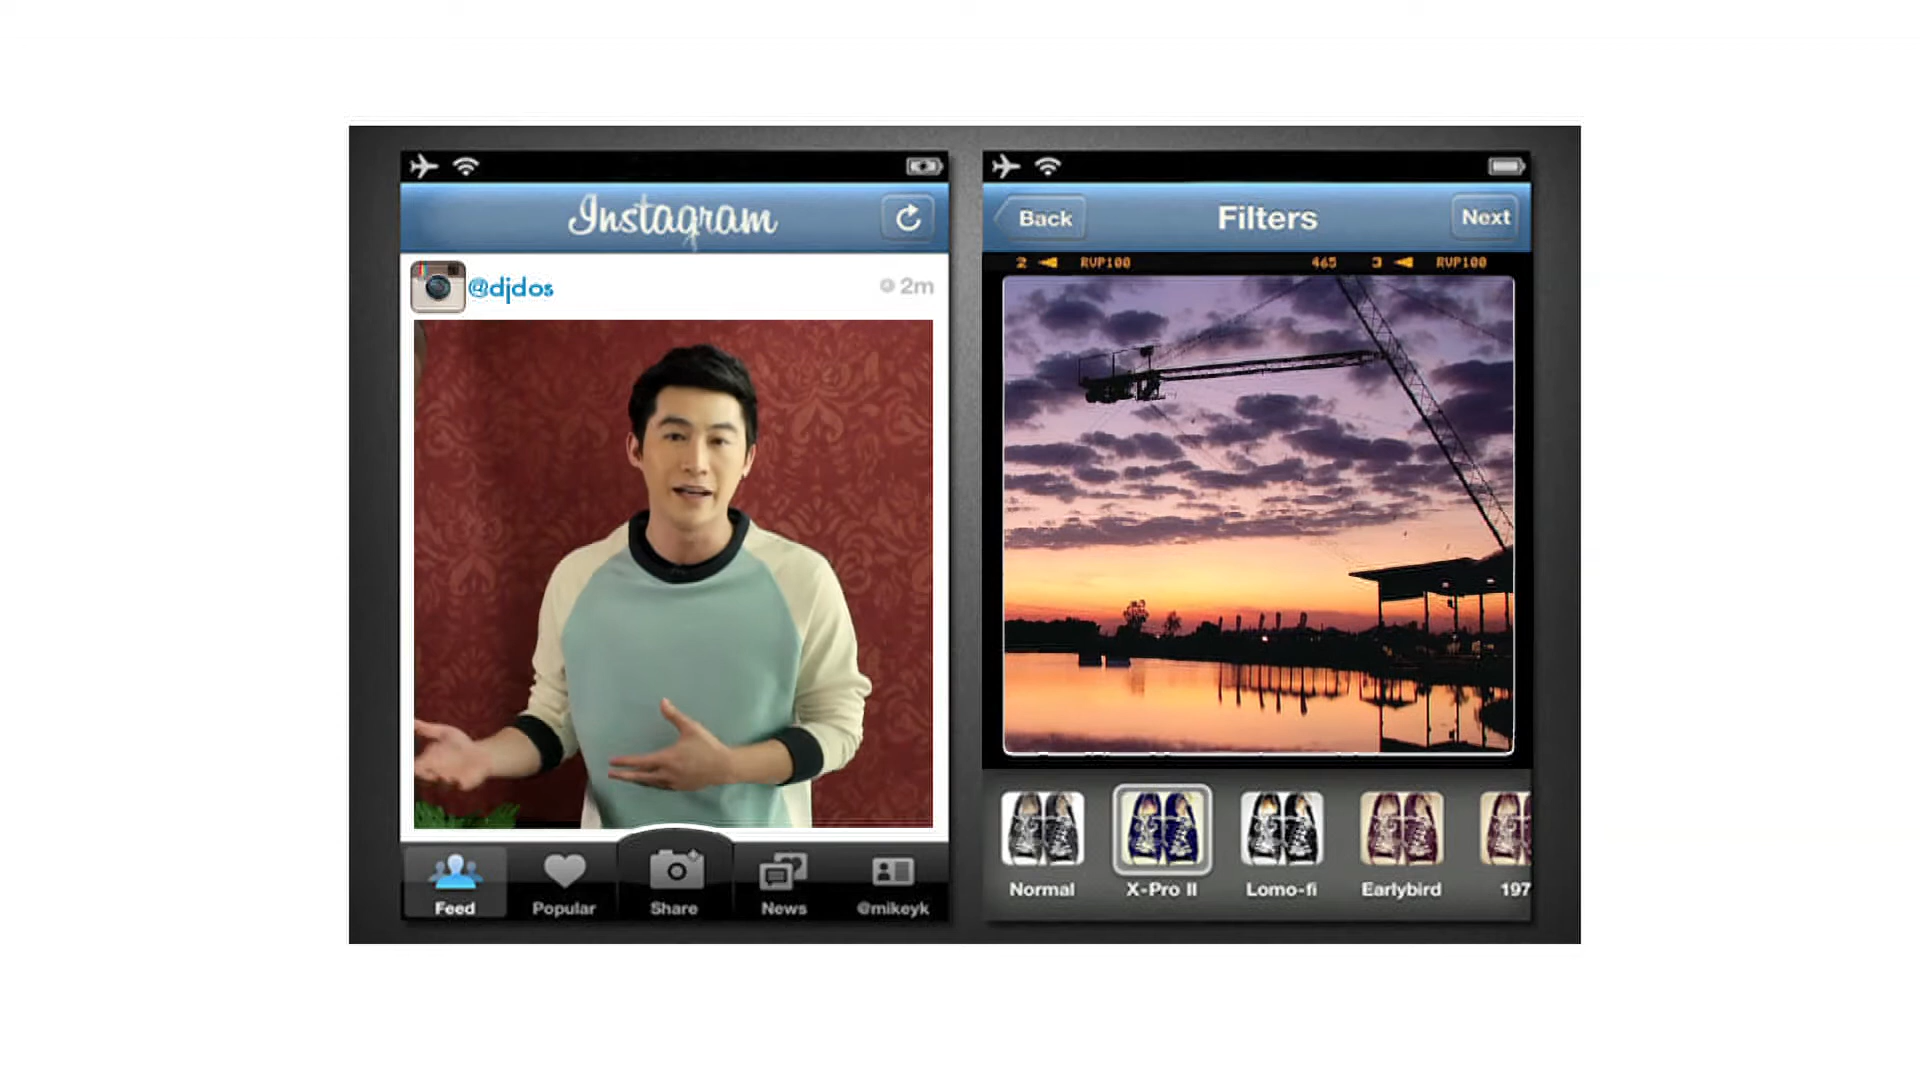 Instagram
@djdos
2m
Feed
Popular
Share
News
@mikeyk
Back
Filters
Next
2 RVP100 465 3 RVP100
Normal
X-Pro II
Lomo-fi
Earlybird
197